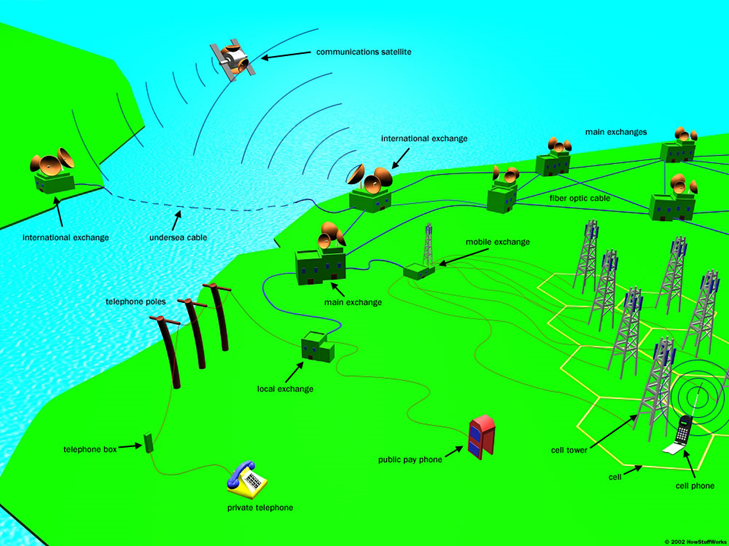 communications satellite
international exchange
main exchanges
fiber optic cable
international exchange
undersea cable
mobile exchange
telephone poles
main exchange
local exchange
telephone box
private telephone
public pay phone
cell tower
cell
cell phone
© 2002 HowStuffWorks